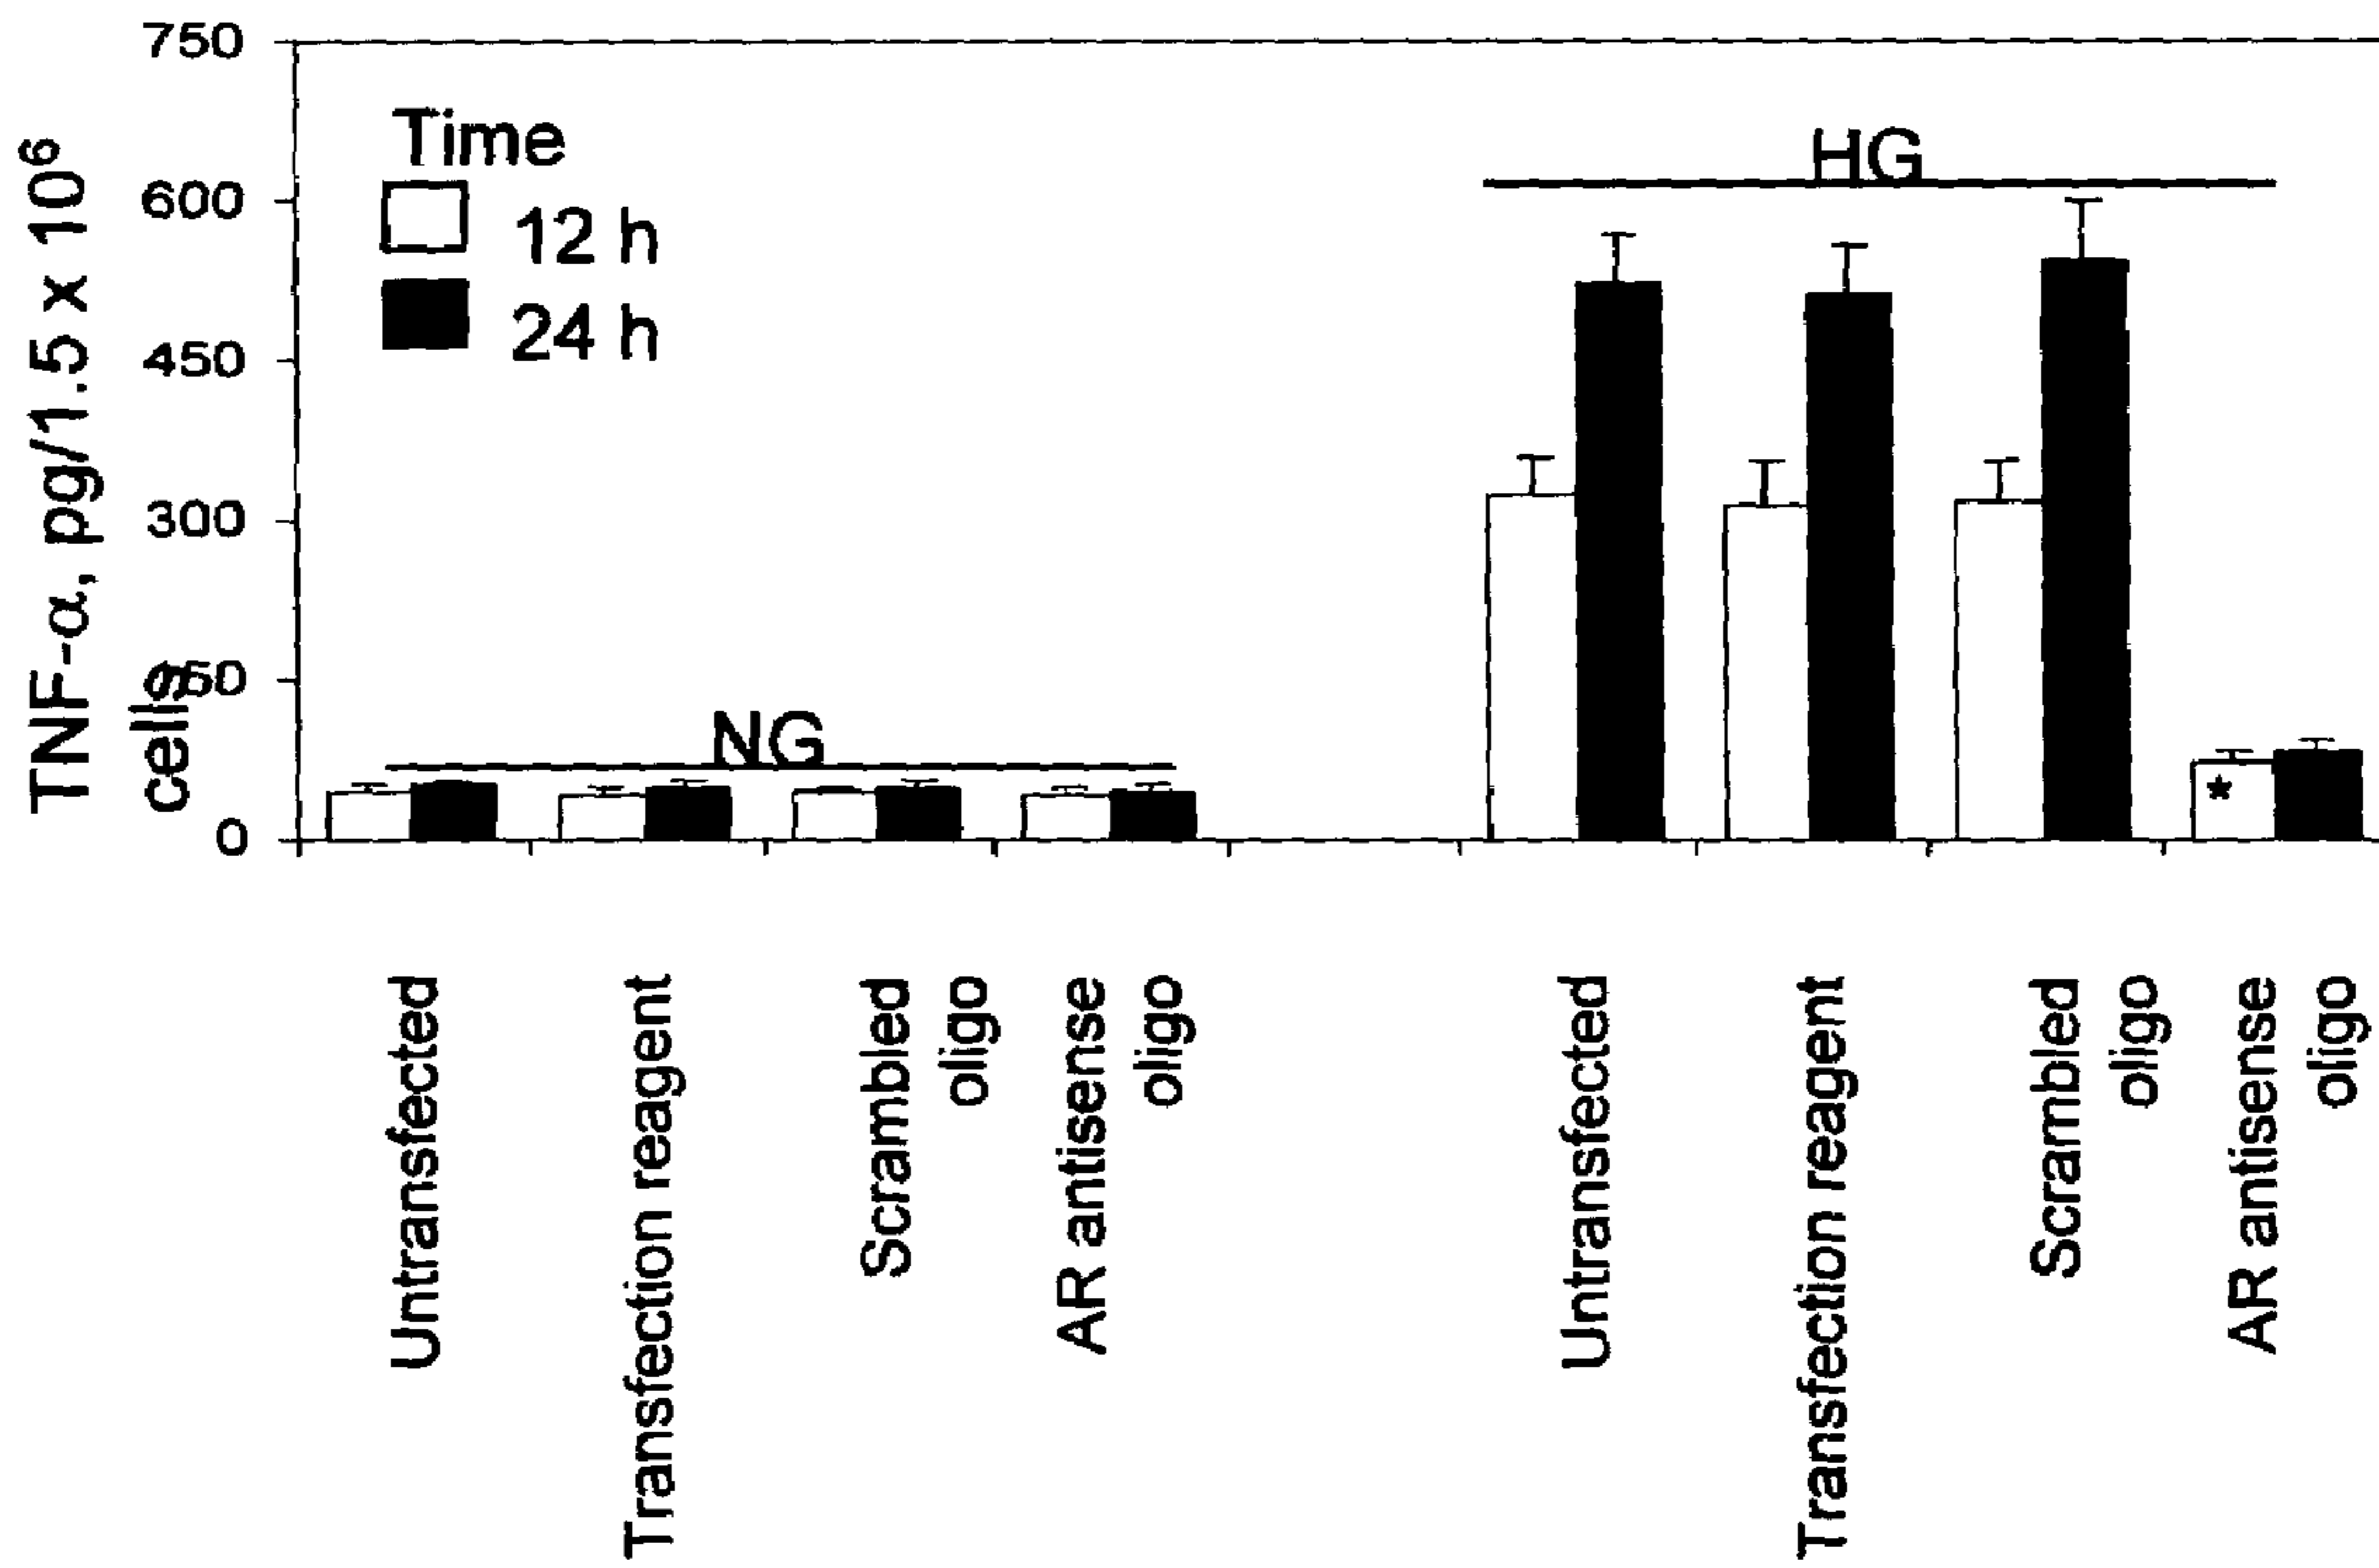 TNF-α, pg/1.5 x 10⁶
cells
750
600
450
300
0
Time
12 h
24 h
NG
HG
*
Untransfected
Transfection reagent
Scrambled
oligo
AR antisense
oligo
Untransfected
Transfection reagent
Scrambled
oligo
AR antisense
oligo